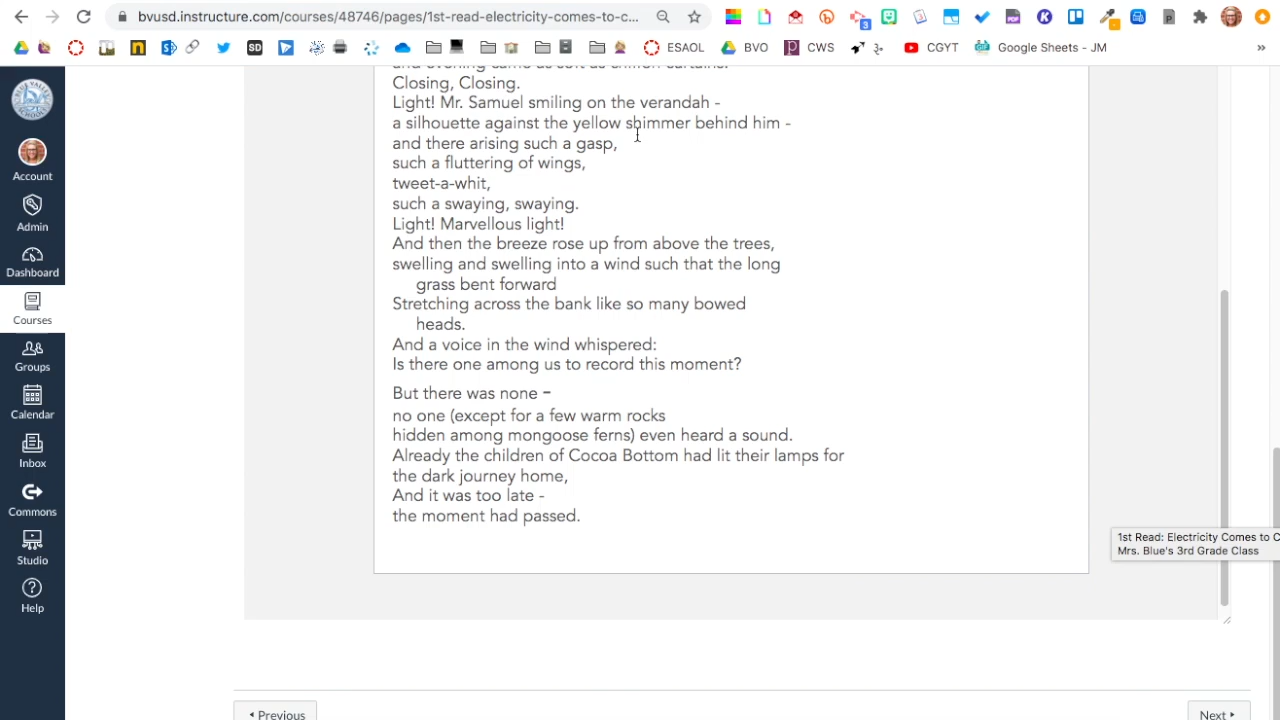 bvusd.instructure.com/courses/48746/pages/1st-read-electricity-comes-to-c...
3
ESAOL
BVO
CWS
CGYT
Google Sheets - JM
»
Account
Admin
Dashboard
Courses
Groups
Calendar
Inbox
Commons
Studio
Help
Closing, Closing.
Light! Mr. Samuel smiling on the verandah -
a silhouette against the yellow shimmer behind him -
and there arising such a gasp,
such a fluttering of wings,
tweet-a-whit,
such a swaying, swaying.
Light! Marvellous light!
And then the breeze rose up from above the trees,
swelling and swelling into a wind such that the long
grass bent forward
Stretching across the bank like so many bowed
heads.
And a voice in the wind whispered:
Is there one among us to record this moment?
But there was none –
no one (except for a few warm rocks
hidden among mongoose ferns) even heard a sound.
Already the children of Cocoa Bottom had lit their lamps for
the dark journey home,
And it was too late -
the moment had passed.
1st Read: Electricity Comes to C
Mrs. Blue's 3rd Grade Class
Previous
Next